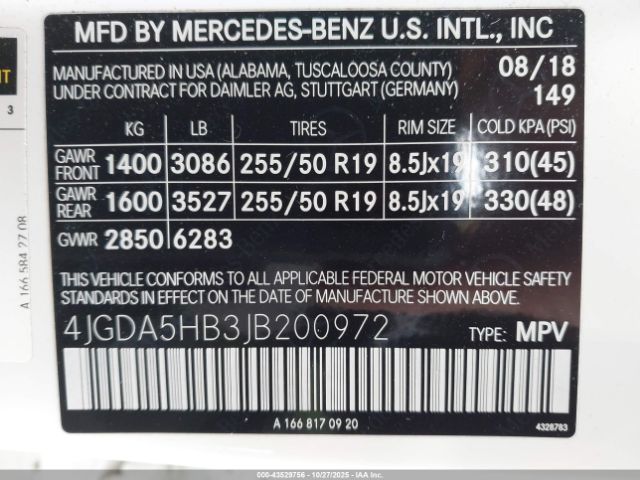 MFD BY MERCEDES-BENZ U.S. INTL., INC
MANUFACTURED IN USA (ALABAMA, TUSCALOOSA COUNTY) 08/18
UNDER CONTRACT FOR DAIMLER AG, STUTTGART (GERMANY) 149
KG LB TIRES RIM SIZE COLD KPA(PSI)
GAWR FRONT 1400 3086 255/50 R19 8.5Jx19 310(45)
GAWR REAR 1600 3527 255/50 R19 8.5Jx19 330(48)
GVWR 2850 6283
THIS VEHICLE CONFORMS TO ALL APPLICABLE FEDERAL MOTOR VEHICLE SAFETY
STANDARDS IN EFFECT ON THE DATE OF MANUFACTURE SHOWN ABOVE.
4JGDA5HB3JB200972 TYPE: MPV
A 166 817 09 20
4328783
A 166 584 27 08
3
000-43529756 - 10/27/2025 - Copyright IAA, LLC.